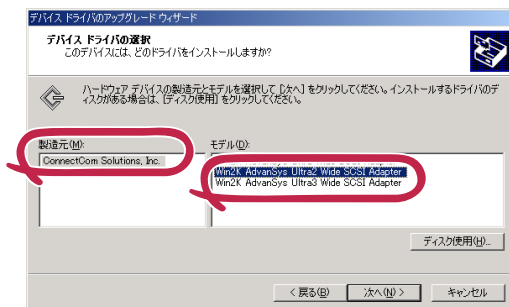 デバイス ドライバのアップグレード ウィザード
デバイス ドライバの選択
このデバイスには、どのドライバをインストールしますか?
ハードウェア デバイスの製造元とモデルを選択して [次へ] をクリックしてください。インストールするドライバのデ
ィスクがある場合は、[ディスク使用] をクリックしてください。
製造元(M):
モデル(D):
ConnectCom Solutions, Inc.
Win2K AdvanSys Ultra2 Wide SCSI Adapter
Win2K AdvanSys Ultra3 Wide SCSI Adapter
ディスク使用(H)...
< 戻る(B)
次へ(N) >
キャンセル